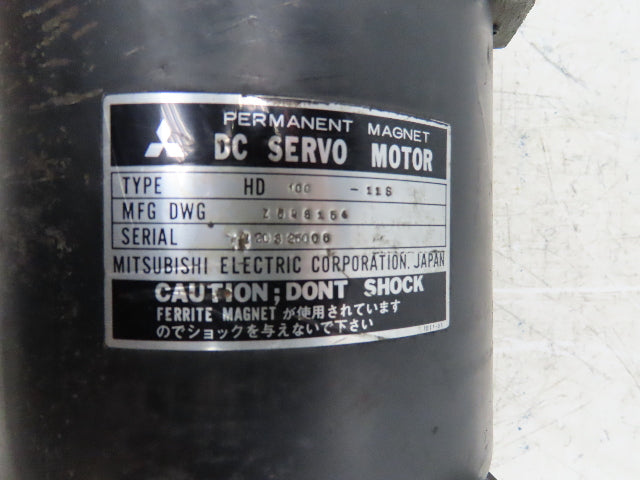 PERMANENT MAGNET
DC SERVO MOTOR
TYPE HD 100 -11S
MFG DWG
SERIAL
MITSUBISHI ELECTRIC CORPORATION. JAPAN
CAUTION; DONT SHOCK
FERRITE MAGNET が使用されています
のでショックを与えないで下さい